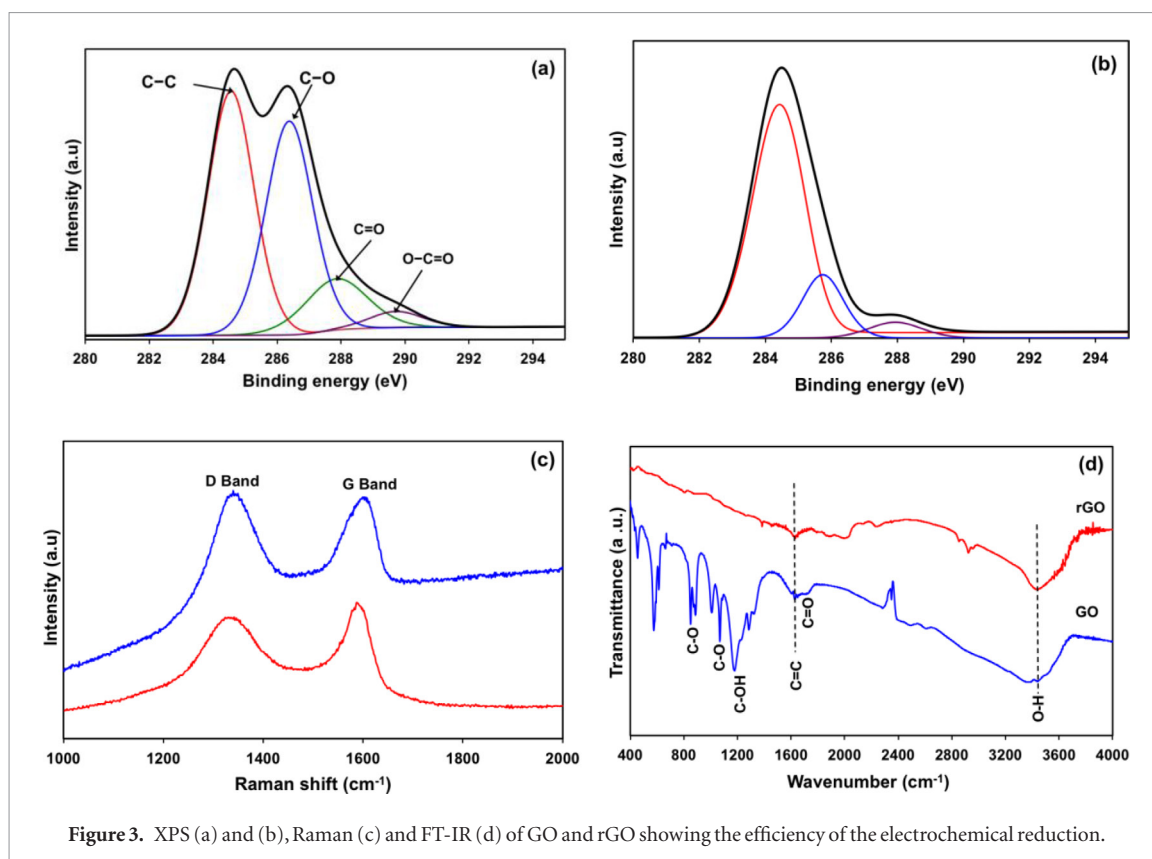 (a)
C−C
C−O
C=O
O−C=O
Intensity (a.u)
280 282 284 286 288 290 292 294
Binding energy (eV)
(b)
Intensity (a.u)
280 282 284 286 288 290 292 294
Binding energy (eV)
(c)
D Band
G Band
Intensity (a.u)
1000 1200 1400 1600 1800 2000
Raman shift (cm-1)
(d)
rGO
GO
C-O
C-O
C-OH
C=C
C=O
O-H
Transmittance (a .u.)
400 800 1200 1600 2000 2400 2800 3200 3600 4000
Wavenumber (cm-1)
Figure 3. XPS (a) and (b), Raman (c) and FT-IR (d) of GO and rGO showing the efficiency of the electrochemical reduction.